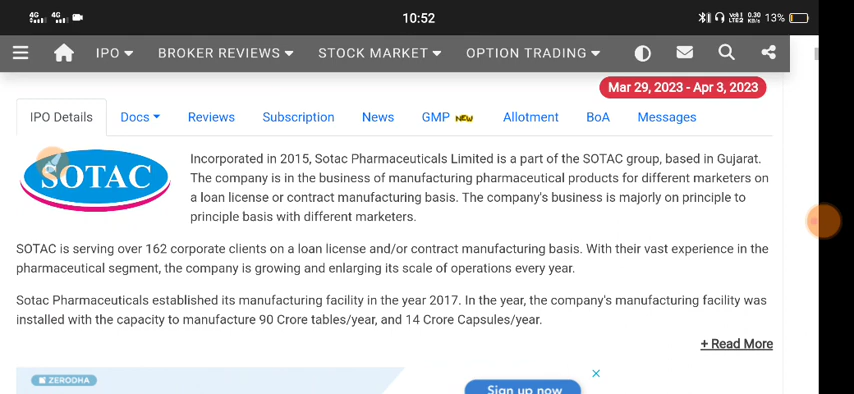 4G 4G 10:52 Vo1 LTE2 0.30 KB/s 13%
IPO BROKER REVIEWS STOCK MARKET OPTION TRADING
Mar 29, 2023 - Apr 3, 2023
IPO Details Docs Reviews Subscription News GMP NEW Allotment BoA Messages
SOTAC
Incorporated in 2015, Sotac Pharmaceuticals Limited is a part of the SOTAC group, based in Gujarat.
The company is in the business of manufacturing pharmaceutical products for different marketers on
a loan license or contract manufacturing basis. The company's business is majorly on principle to
principle basis with different marketers.
SOTAC is serving over 162 corporate clients on a loan license and/or contract manufacturing basis. With their vast experience in the
pharmaceutical segment, the company is growing and enlarging its scale of operations every year.
Sotac Pharmaceuticals established its manufacturing facility in the year 2017. In the year, the company's manufacturing facility was
installed with the capacity to manufacture 90 Crore tables/year, and 14 Crore Capsules/year.
+ Read More
ZERODHA
Sign up now